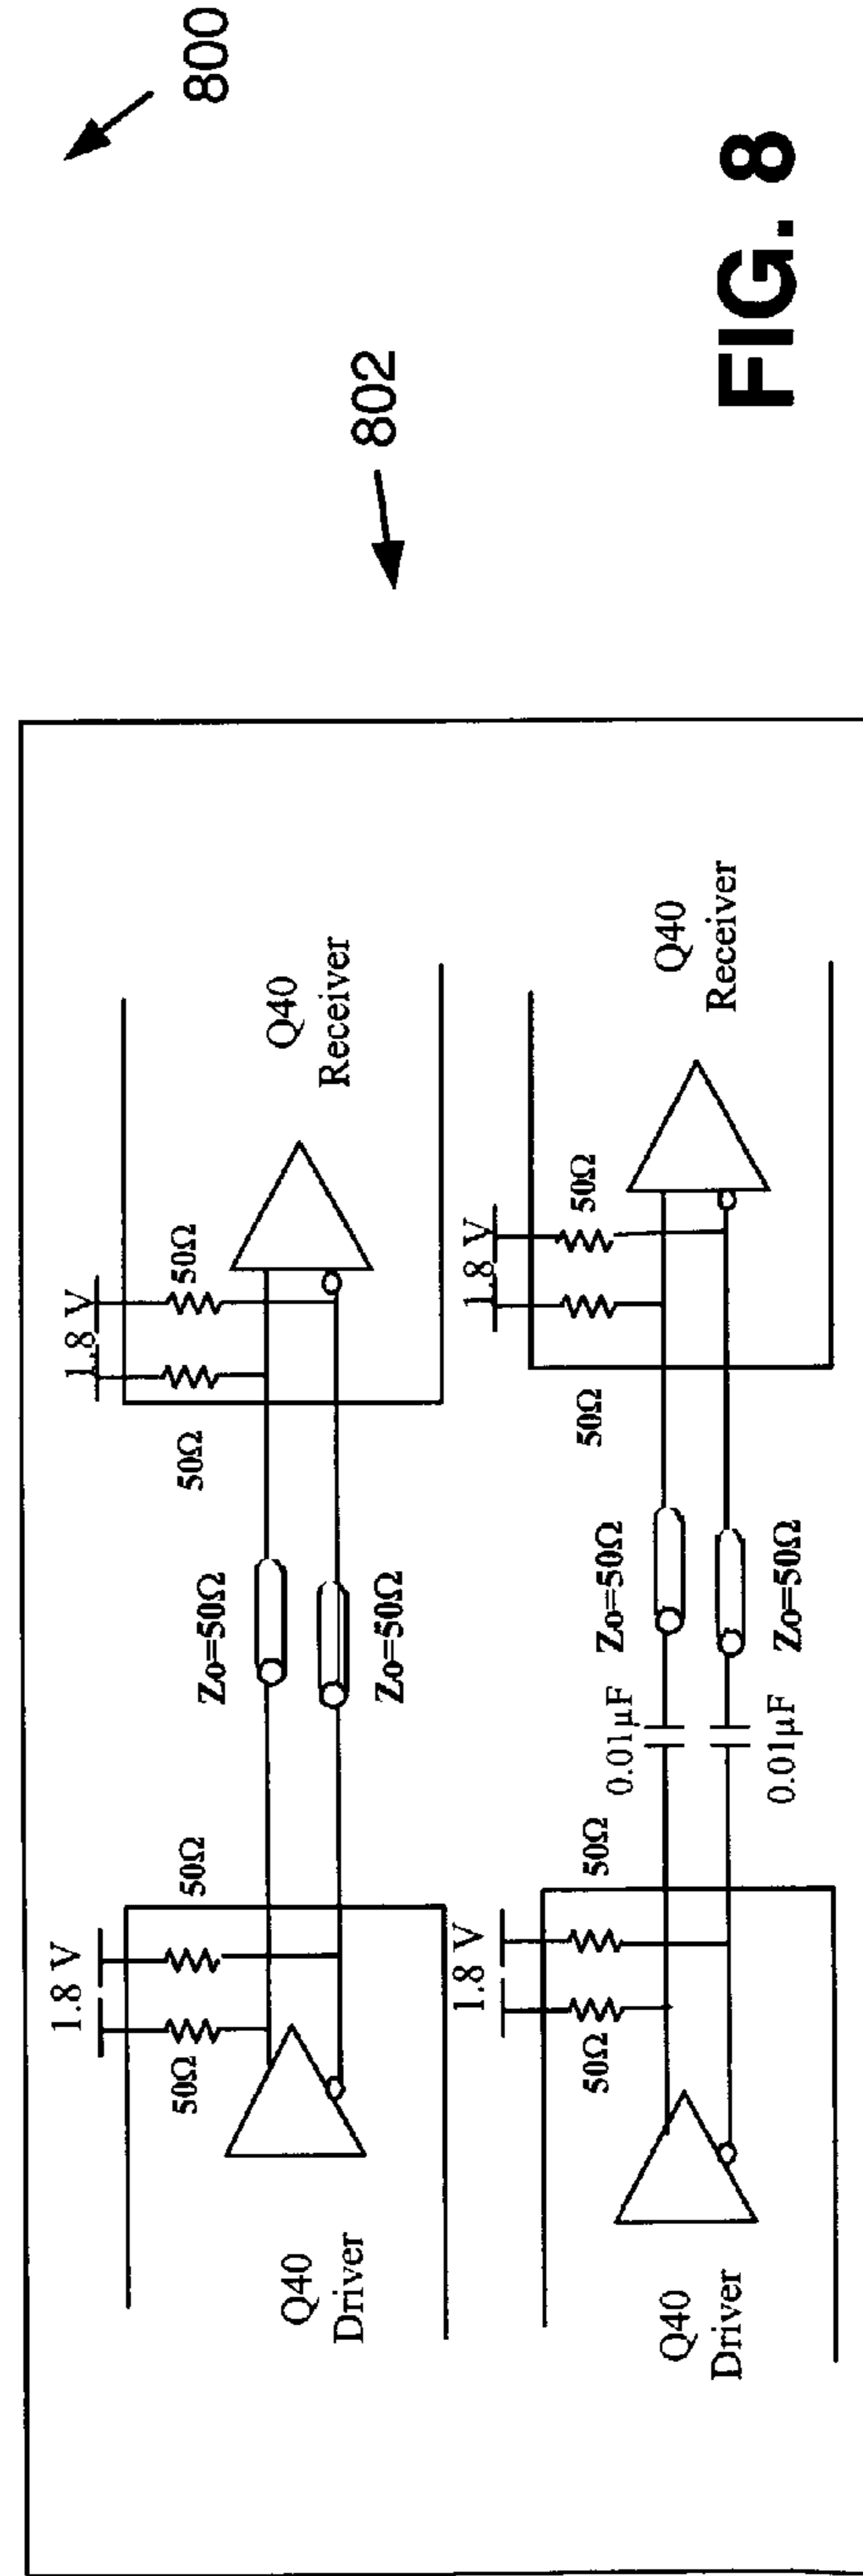 800
802
1.8 V
1.8 V
50Ω
50Ω
50Ω
50Ω
Zo=50Ω
Zo=50Ω
Q40
Driver
Q40
Receiver
1.8 V
1.8 V
50Ω
50Ω
50Ω
50Ω
0.01µF
0.01µF
Zo=50Ω
Zo=50Ω
Q40
Driver
Q40
Receiver
FIG. 8